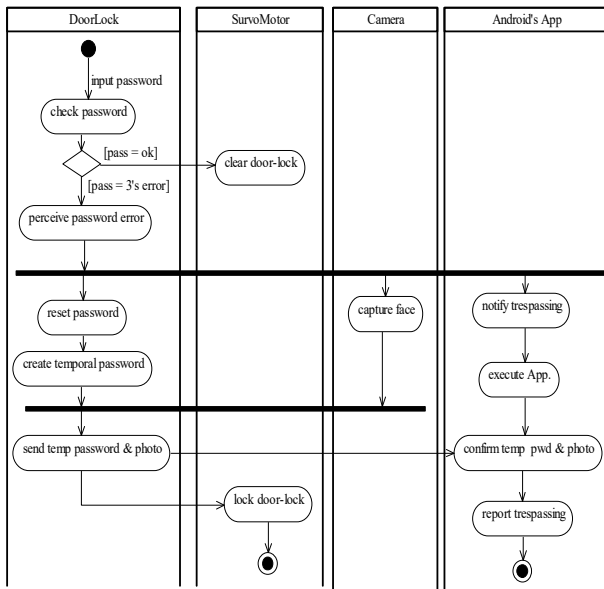 DoorLock
SurvoMotor
Camera
Android's App
input password
check password
[pass = ok]
clear door-lock
[pass = 3's error]
perceive password error
reset password
capture face
notify trespassing
create temporal password
execute App.
send temp password & photo
confirm temp pwd & photo
lock door-lock
report trespassing